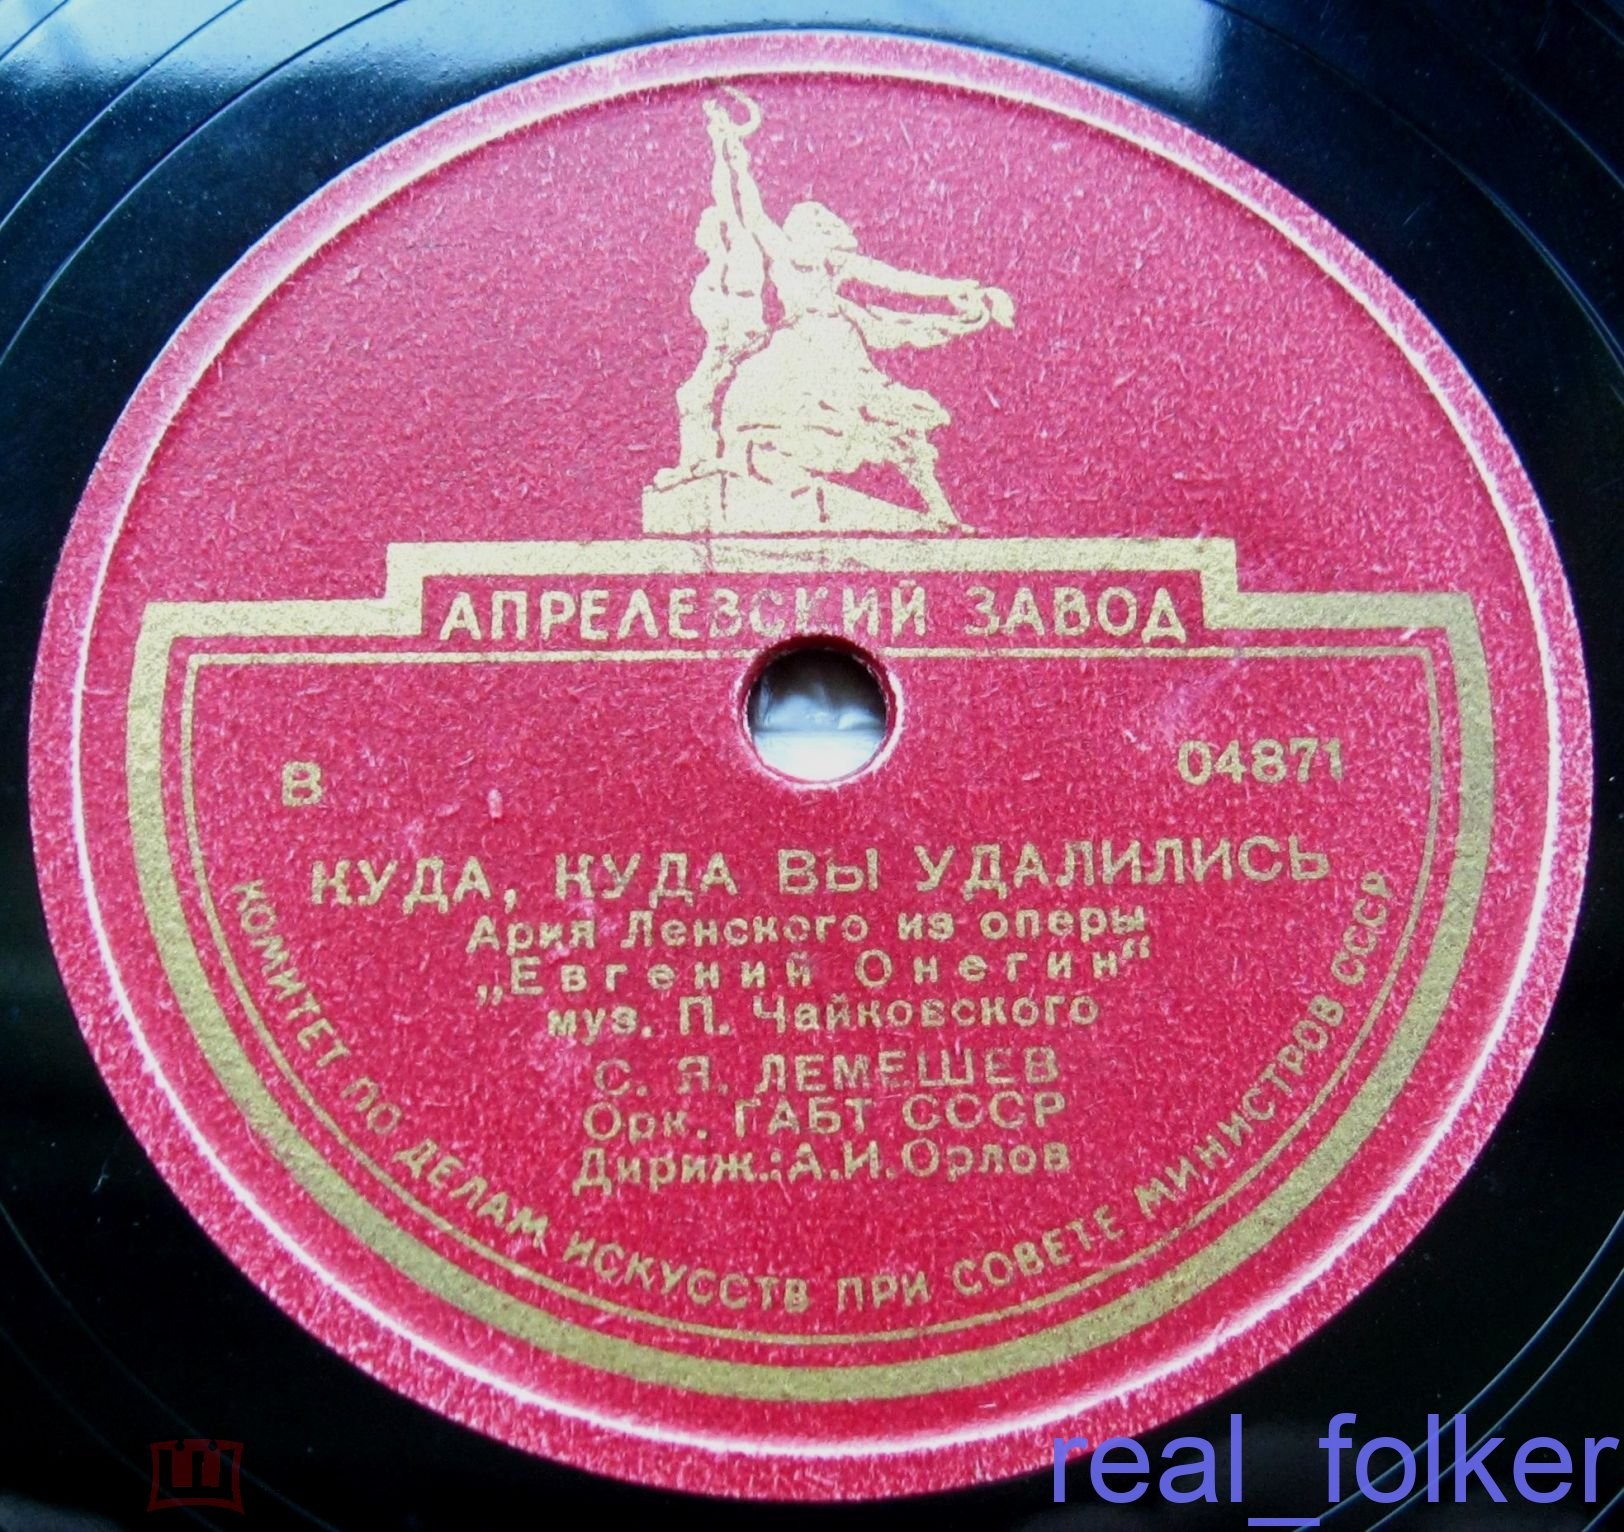 АПРЕЛЕВСКИЙ ЗАВОД
В
04871
КУДА, КУДА ВЫ УДАЛИЛИСЬ
Ария Ленского из оперы
„Евгений Онегин“
муз. П. Чайковского
С. Я. ЛЕМЕШЕВ
Орк. ГАБТ СССР
Дириж.: А. И. Орлов
КОМИТЕТ ПО ДЕЛАМ ИСКУССТВ ПРИ СОВЕТЕ МИНИСТРОВ СССР
real_folker